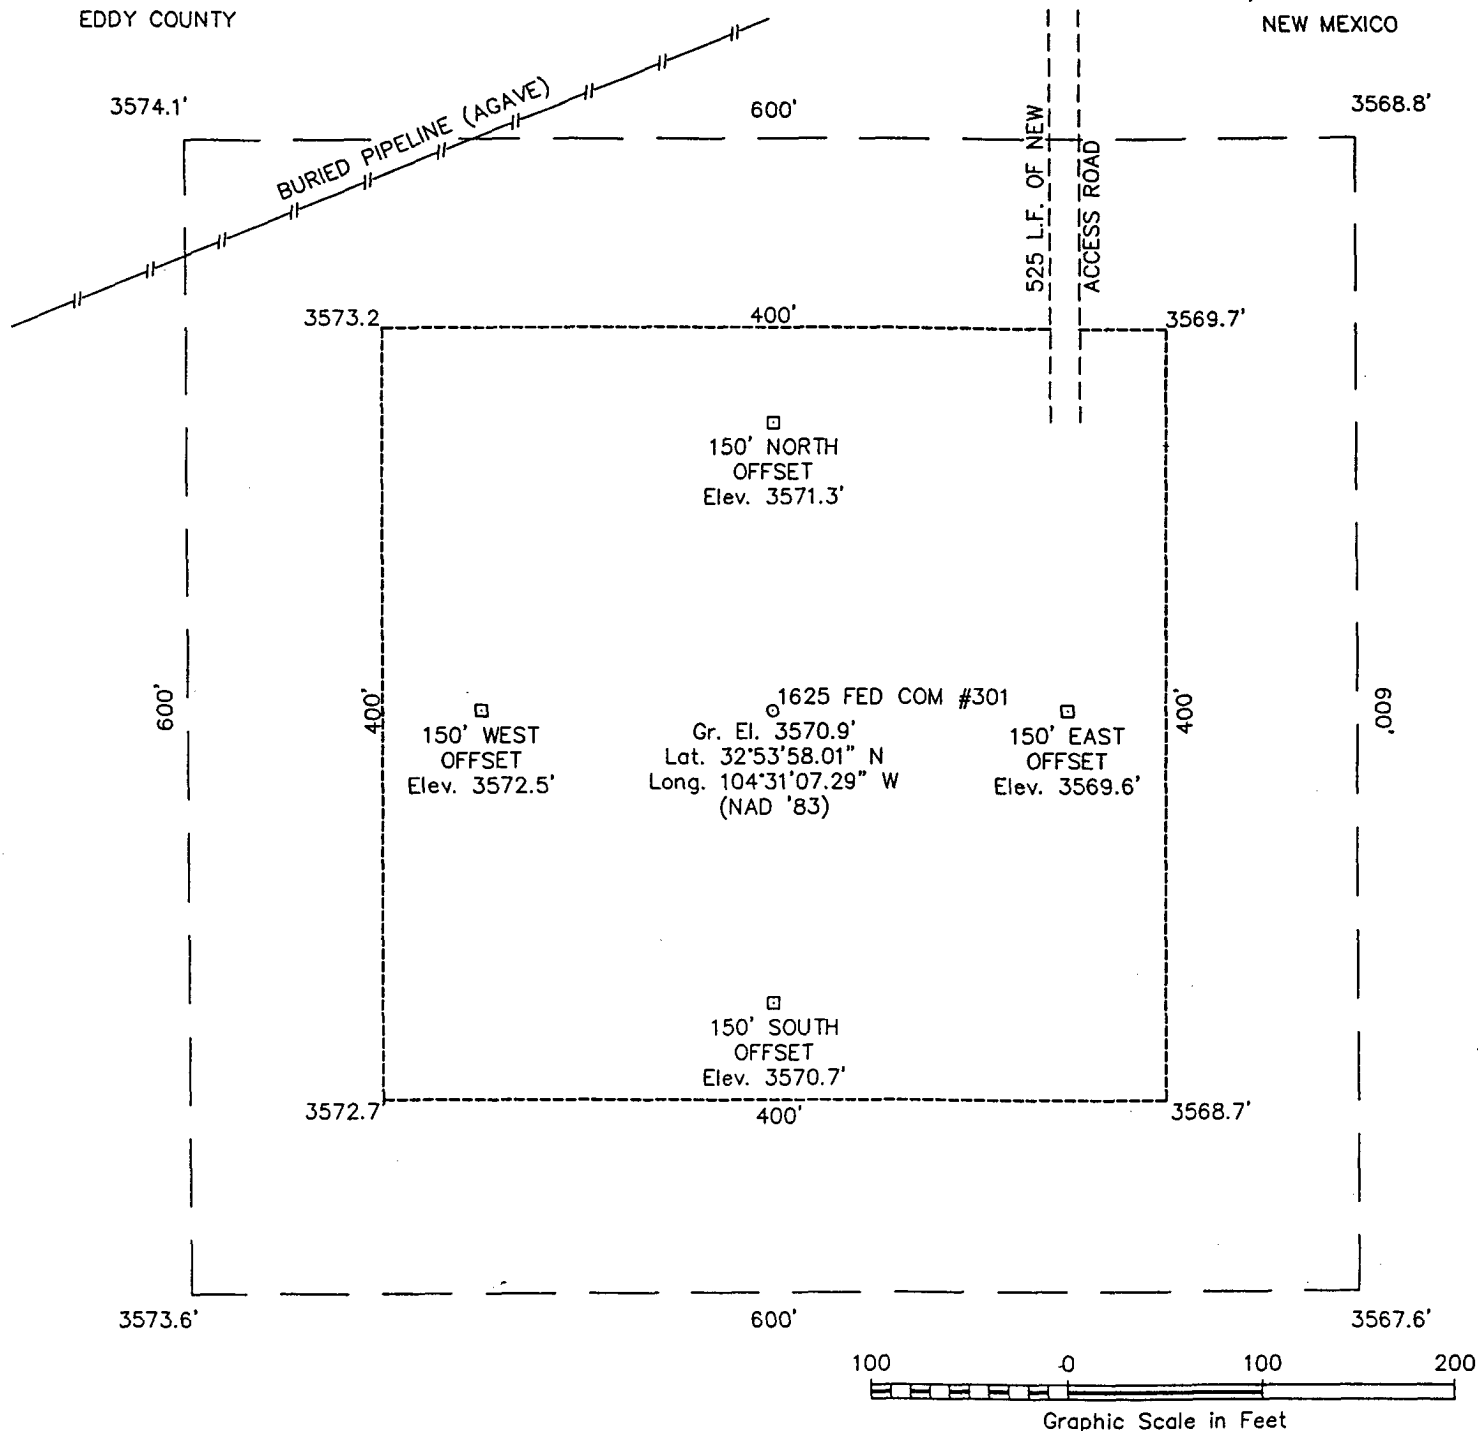 EDDY COUNTY
NEW MEXICO
3574.1'
600'
3568.8'
BURIED PIPELINE (AGAVE)
525 L.F. OF NEW
ACCESS ROAD
3573.2
400'
3569.7'
150' NORTH
OFFSET
Elev. 3571.3'
600'
400'
150' WEST
OFFSET
Elev. 3572.5'
1625 FED COM #301
Gr. El. 3570.9'
Lat. 32°53'58.01" N
Long. 104°31'07.29" W
(NAD '83)
150' EAST
OFFSET
Elev. 3569.6'
400'
600'
150' SOUTH
OFFSET
Elev. 3570.7'
3572.7
400'
3568.7'
3573.6'
600'
3567.6'
100 0 100 200
Graphic Scale in Feet